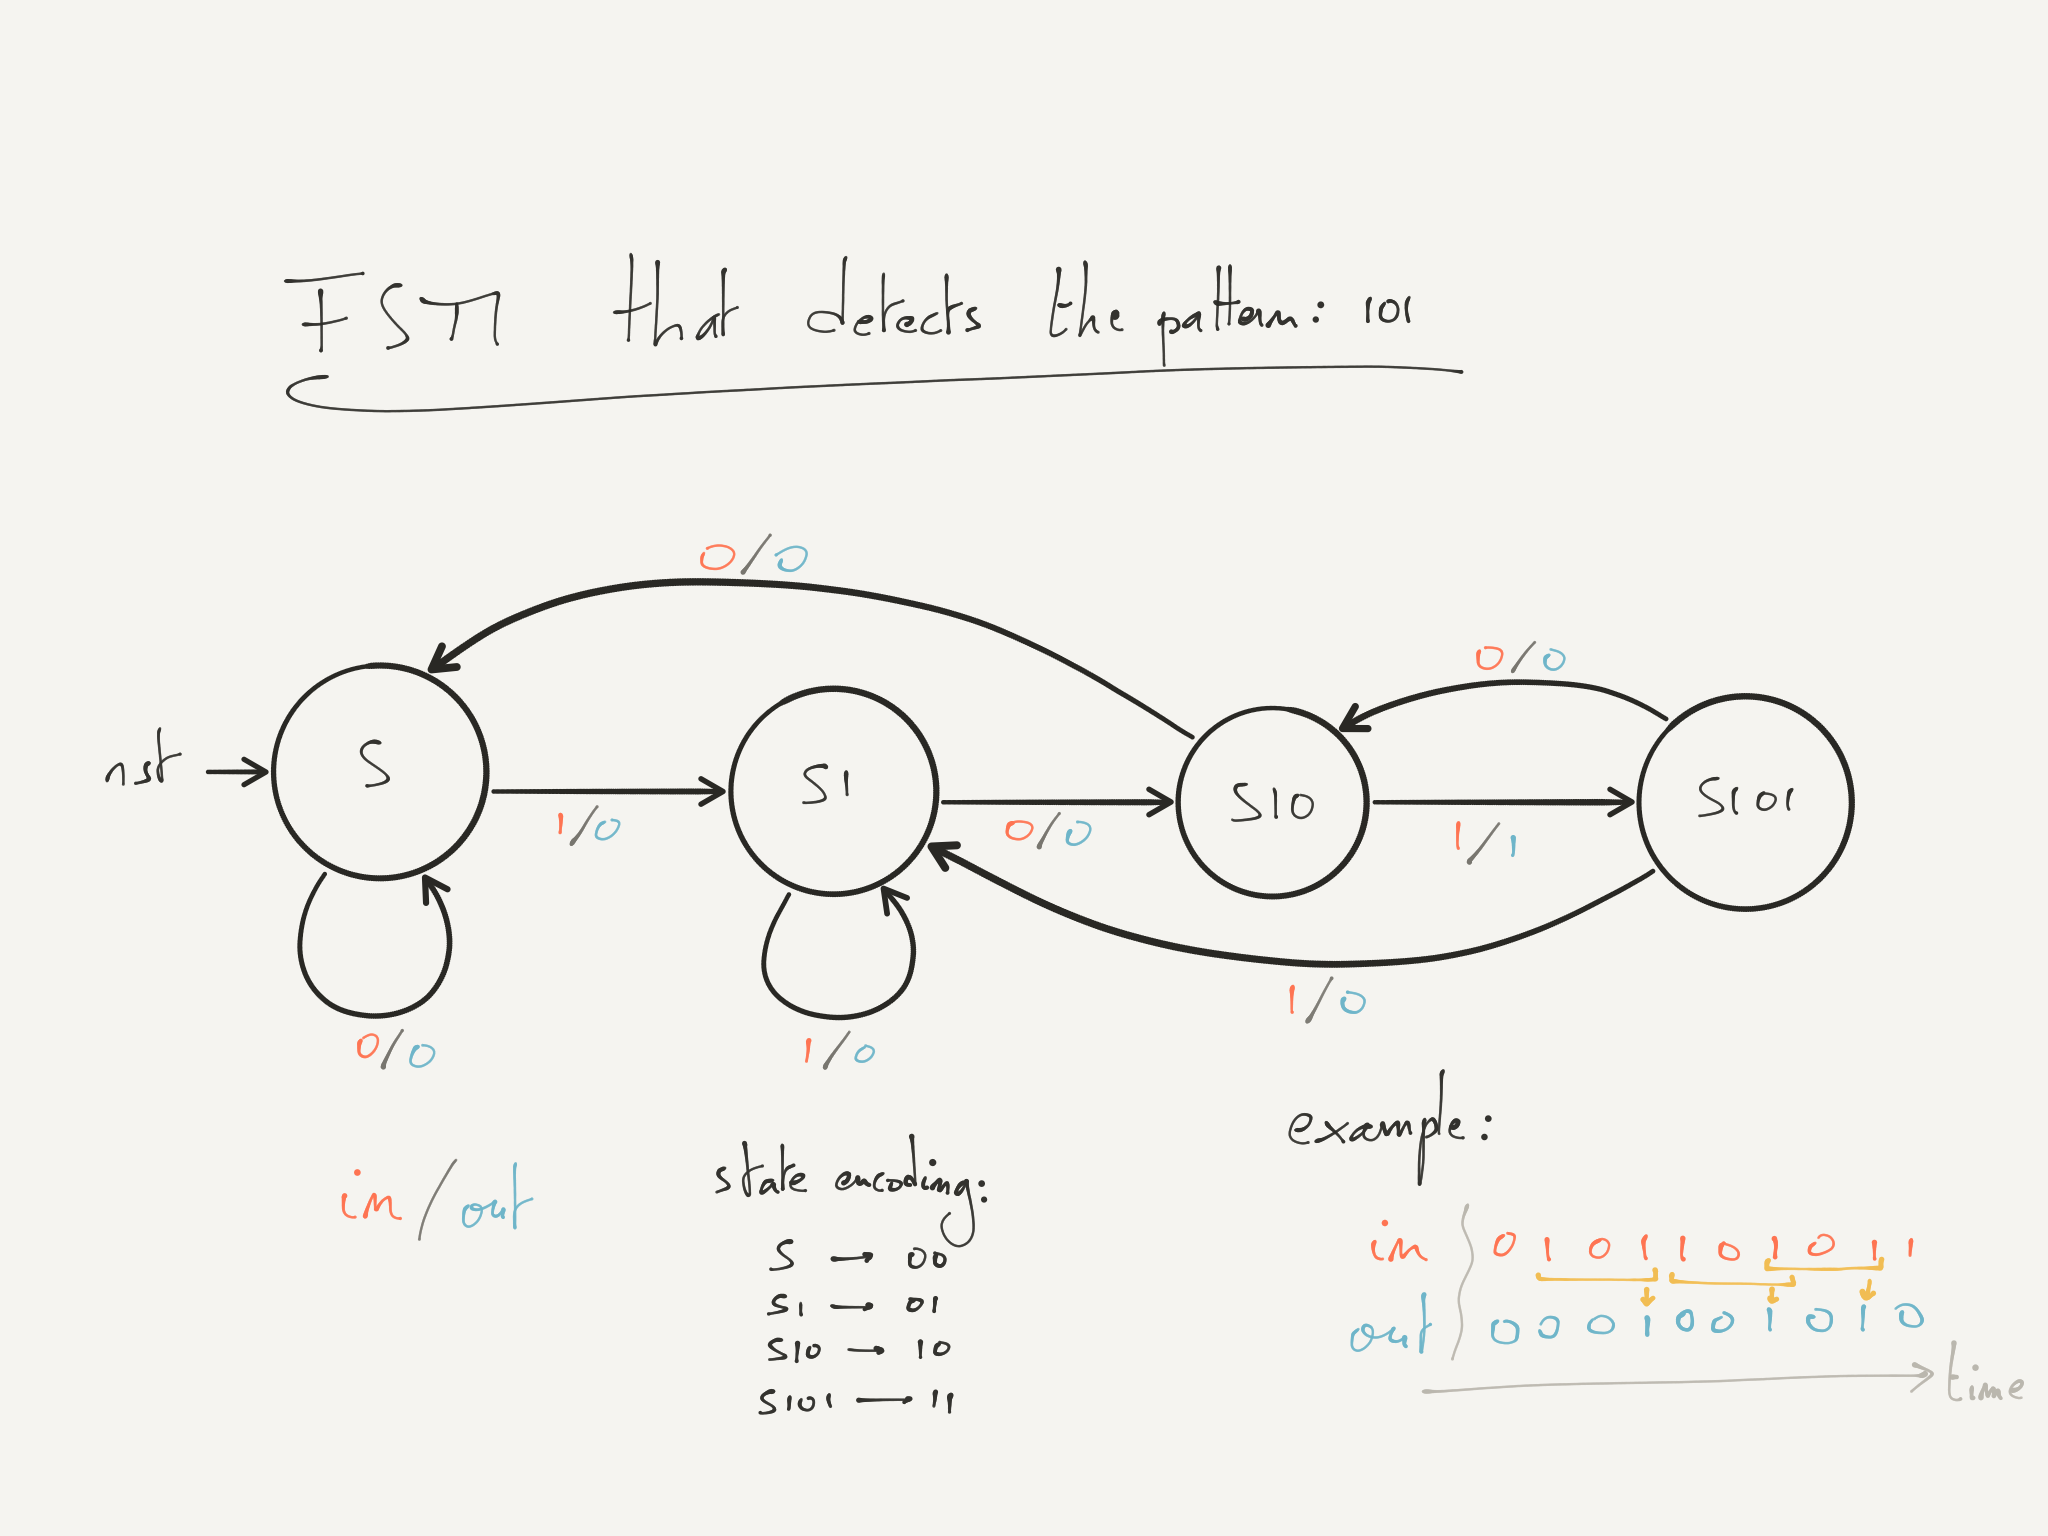 FSM that detects the pattern: 101
0/0
0/0
rst
S
S1
S10
S101
1/0
0/0
1/1
1/0
0/0
1/0
example:
in/out
state encoding:
S → 00
S1 → 01
S10 → 10
S101 → 11
in 0 1 0 1 1 0 1 0 1 1
out 0 0 0 1 0 0 1 0 1 0
time